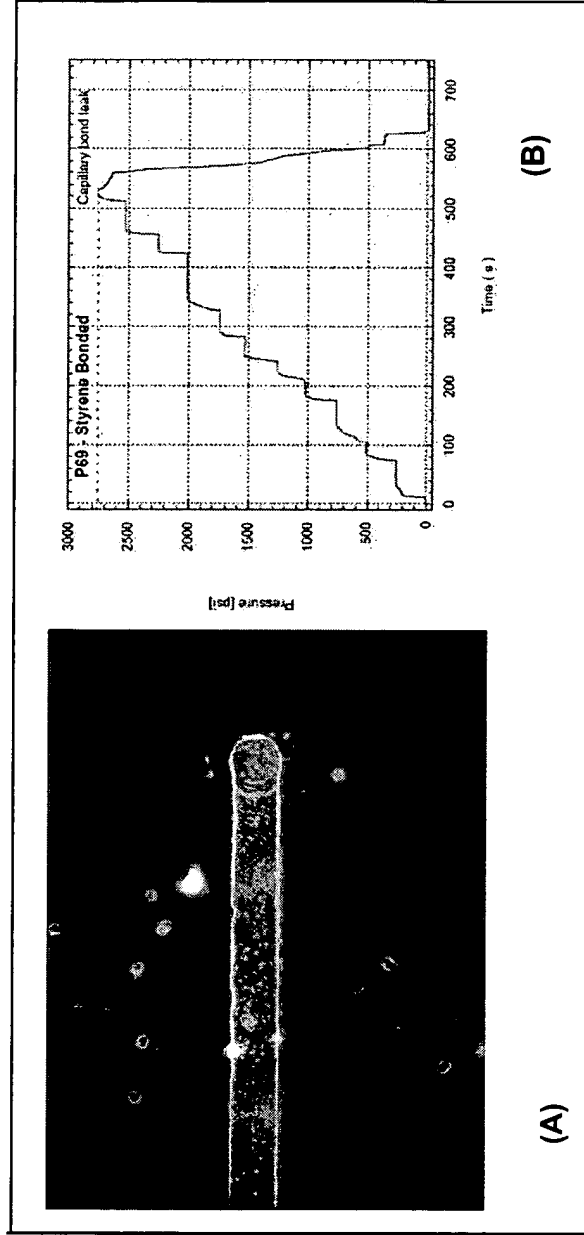 (A)
P69 - Styrene Bonded
Capillary bond leak
Pressure [psi]
3000
2500
2000
1500
1000
500
0
0 100 200 300 400 500 600 700
Time ( s )
(B)